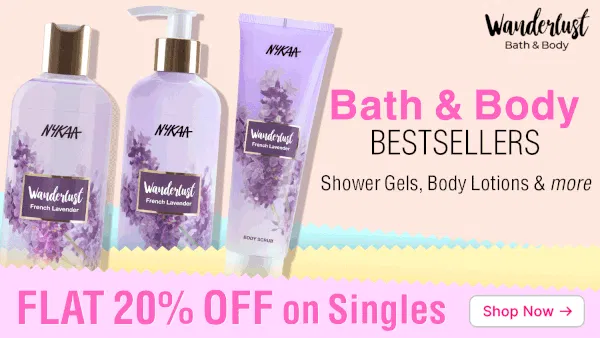 Wanderlust
Bath & Body
NYKAA
Wanderlust
French Lavender
NYKAA
Wanderlust
French Lavender
NYKAA
Wanderlust
French Lavender
BODY SCRUB
Bath & Body
BESTSELLERS
Shower Gels, Body Lotions & more
FLAT 20% OFF on Singles
Shop Now →